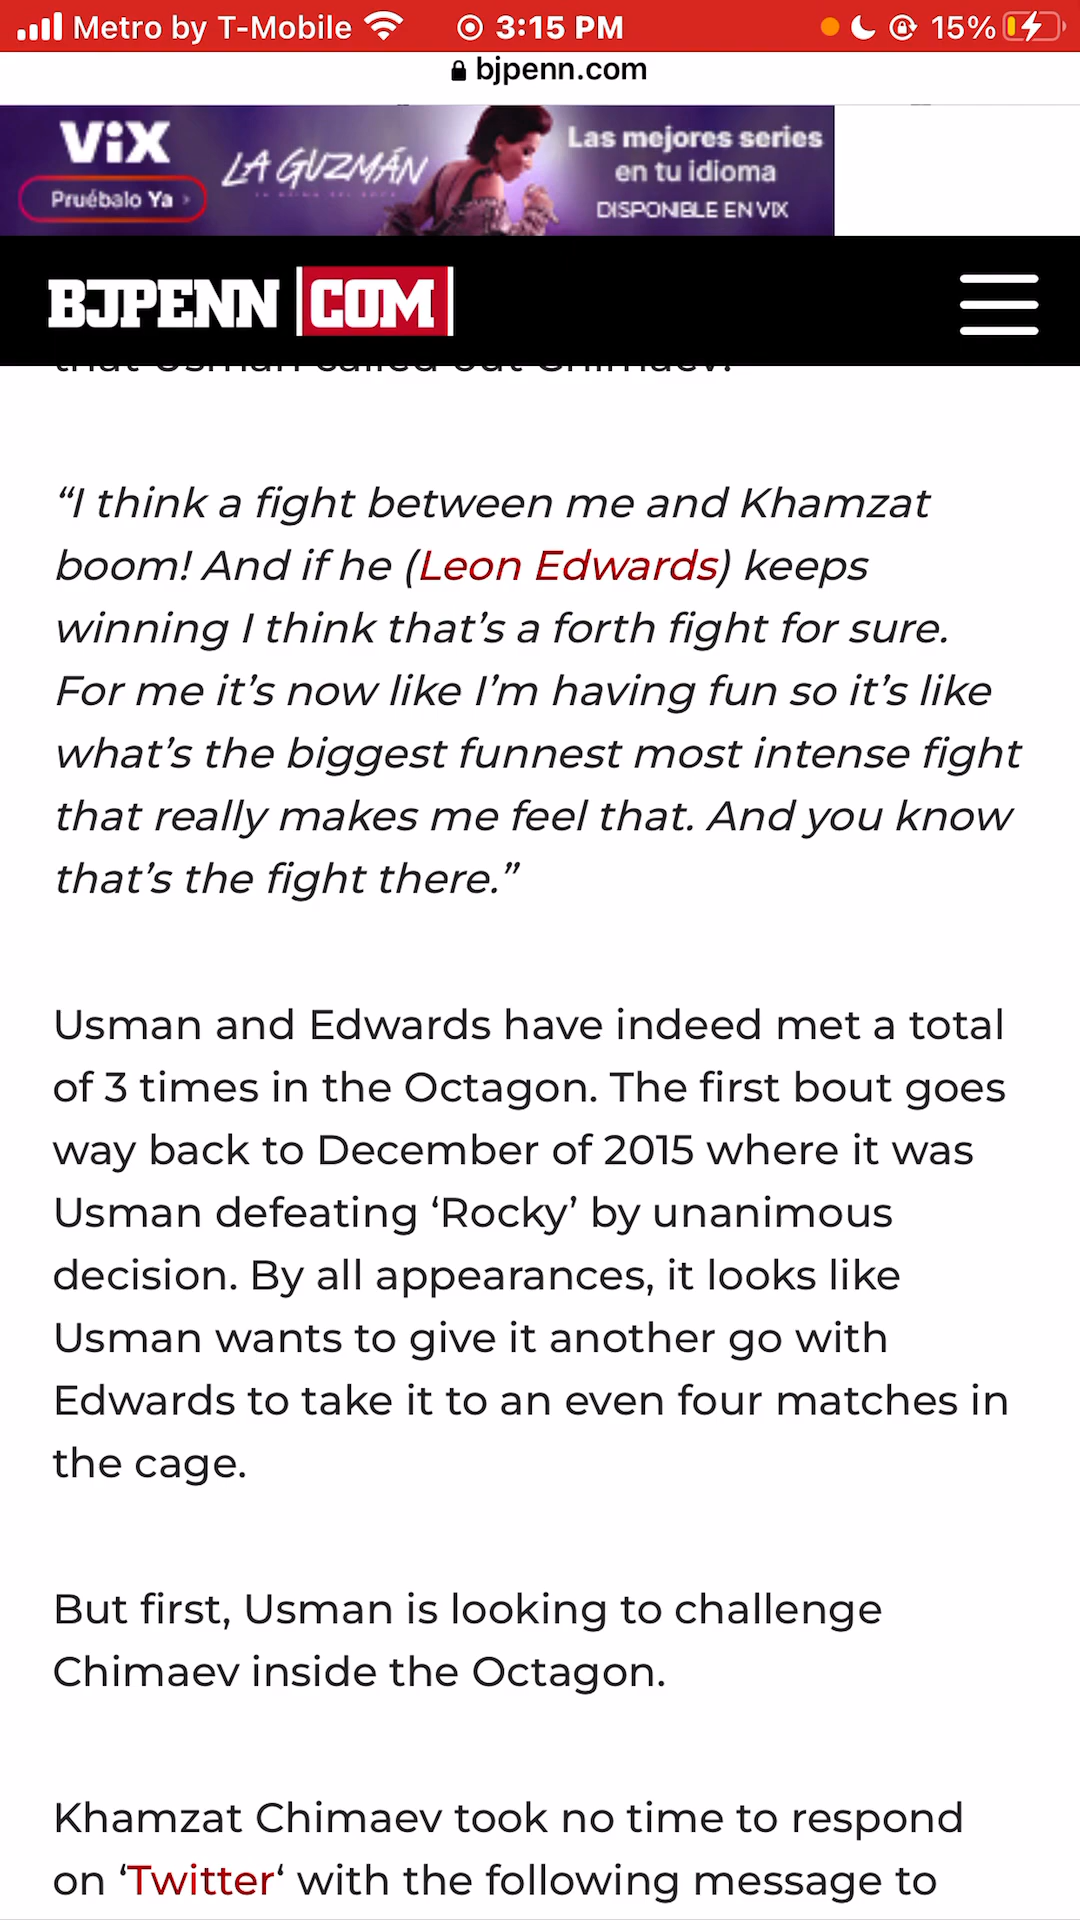 Metro by T-Mobile 3:15 PM 15%
bjpenn.com
ViX
Pruébalo Ya
LA GUZMÁN
Las mejores series
en tu idioma
DISPONIBLE EN VIX
BJPENN COM
that Usman called out Chimaev.
“I think a fight between me and Khamzat
boom! And if he (Leon Edwards) keeps
winning I think that’s a forth fight for sure.
For me it’s now like I’m having fun so it’s like
what’s the biggest funnest most intense fight
that really makes me feel that. And you know
that’s the fight there.”
Usman and Edwards have indeed met a total
of 3 times in the Octagon. The first bout goes
way back to December of 2015 where it was
Usman defeating ‘Rocky’ by unanimous
decision. By all appearances, it looks like
Usman wants to give it another go with
Edwards to take it to an even four matches in
the cage.
But first, Usman is looking to challenge
Chimaev inside the Octagon.
Khamzat Chimaev took no time to respond
on ‘Twitter‘ with the following message to